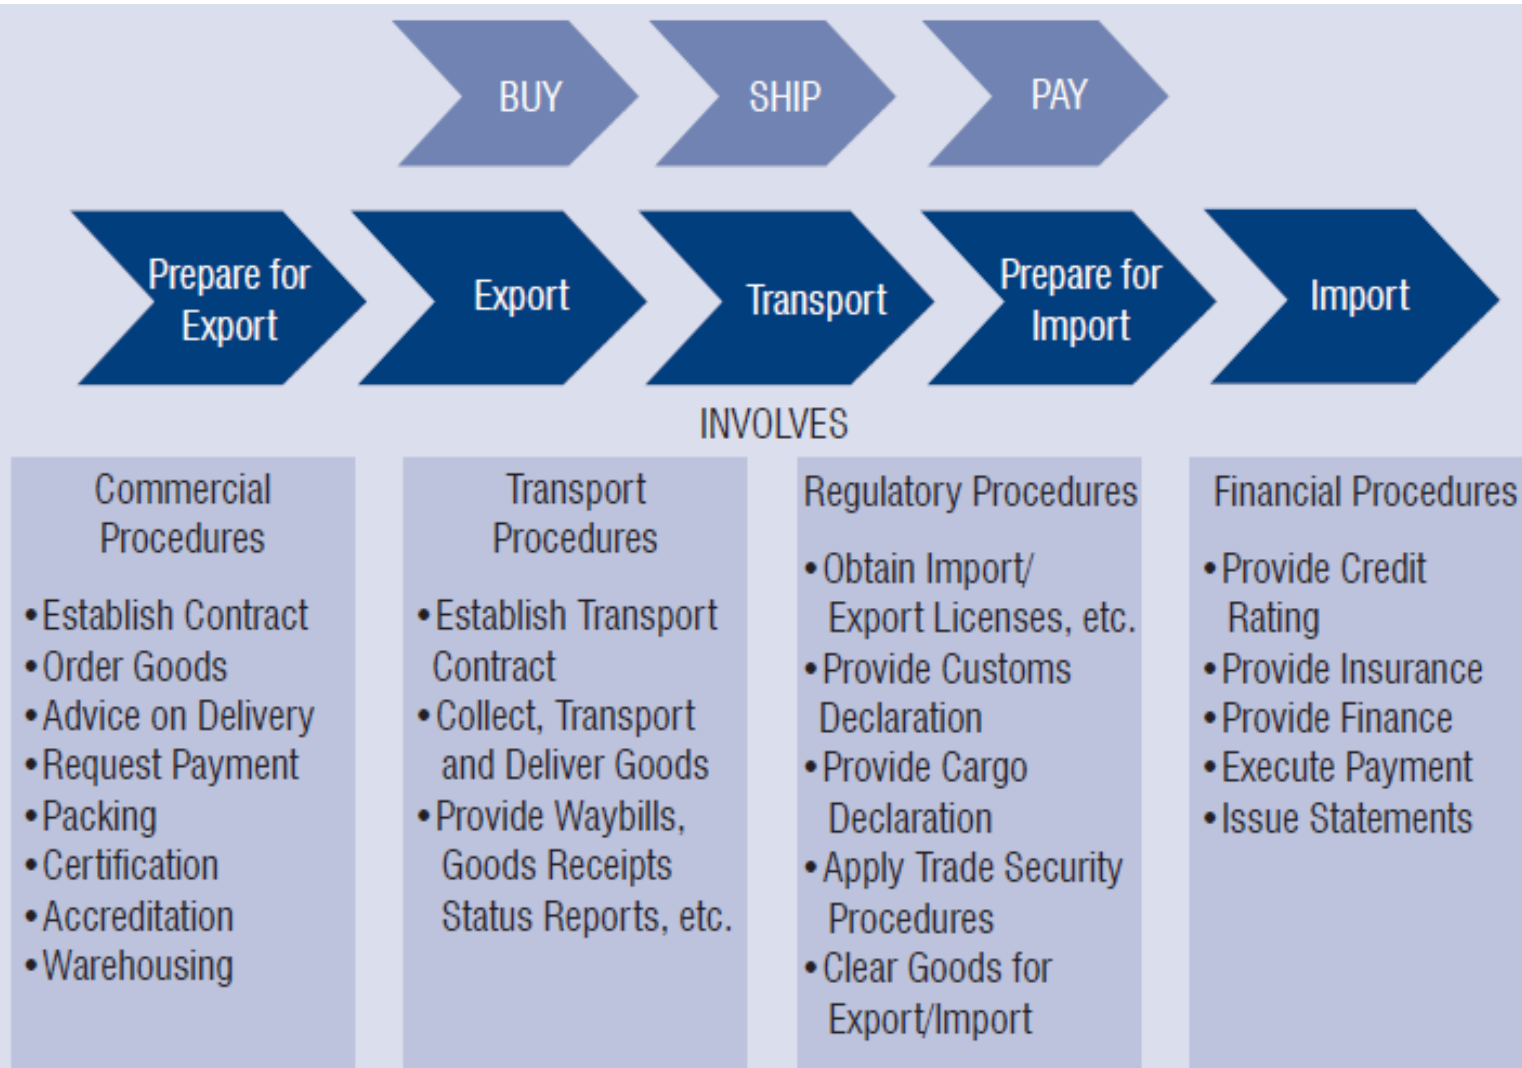 BUY
SHIP
PAY
Prepare for
Export
Export
Transport
Prepare for
Import
Import
INVOLVES
Commercial
Procedures
•Establish Contract
•Order Goods
•Advice on Delivery
•Request Payment
•Packing
•Certification
•Accreditation
•Warehousing
Transport
Procedures
•Establish Transport
Contract
•Collect, Transport
and Deliver Goods
•Provide Waybills,
Goods Receipts
Status Reports, etc.
Regulatory Procedures
•Obtain Import/
Export Licenses, etc.
•Provide Customs
Declaration
•Provide Cargo
Declaration
•Apply Trade Security
Procedures
•Clear Goods for
Export/Import
Financial Procedures
•Provide Credit
Rating
•Provide Insurance
•Provide Finance
•Execute Payment
•Issue Statements